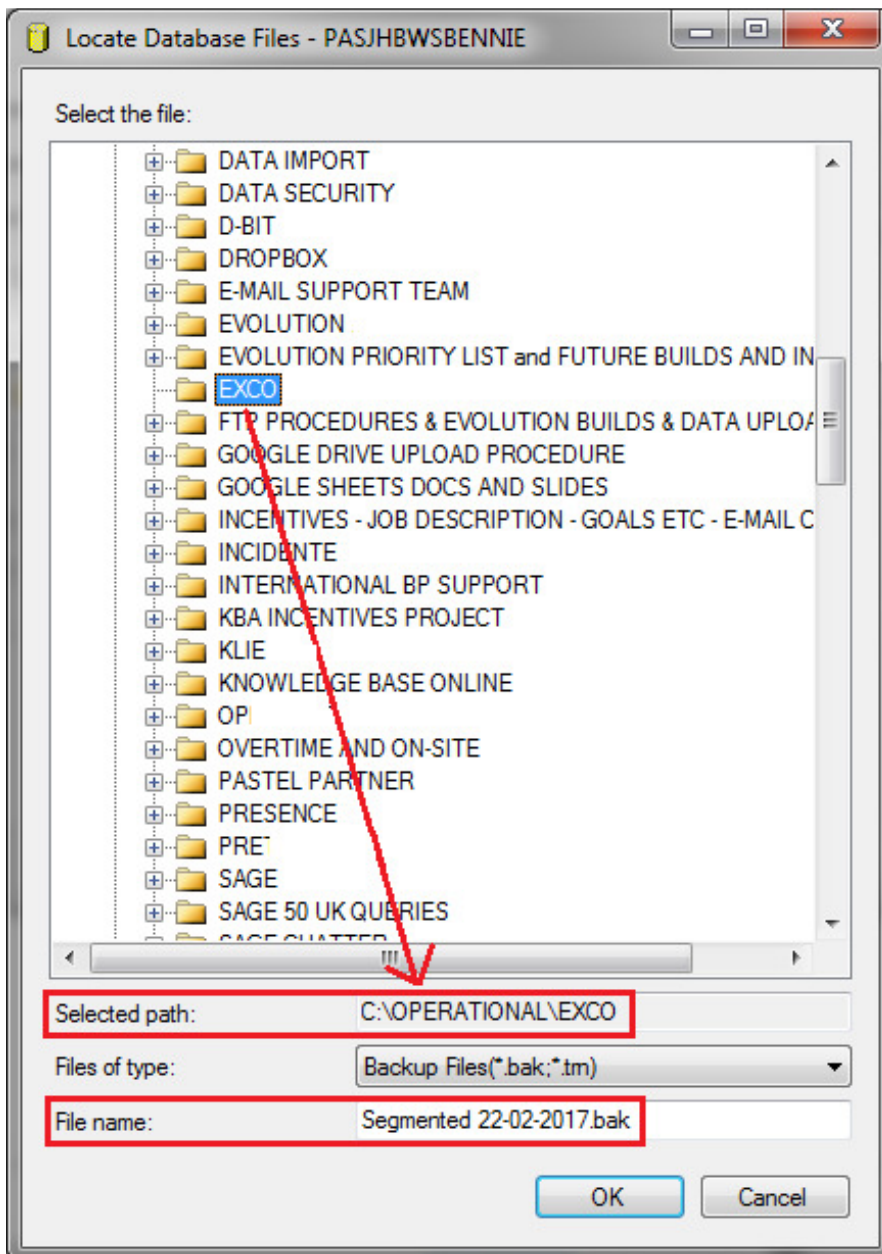 Locate Database Files - PASJHBWSBENNIE
Select the file:
DATA IMPORT
DATA SECURITY
D-BIT
DROPBOX
E-MAIL SUPPORT TEAM
EVOLUTION
EVOLUTION PRIORITY LIST and FUTURE BUILDS AND IN
EXCO
FTP PROCEDURES & EVOLUTION BUILDS & DATA UPLOA
GOOGLE DRIVE UPLOAD PROCEDURE
GOOGLE SHEETS DOCS AND SLIDES
INCENTIVES - JOB DESCRIPTION - GOALS ETC - E-MAIL C
INCIDENTE
INTERNATIONAL BP SUPPORT
KBA INCENTIVES PROJECT
KLIE
KNOWLEDGE BASE ONLINE
OP
OVERTIME AND ON-SITE
PASTEL PARTNER
PRESENCE
PRET
SAGE
SAGE 50 UK QUERIES
SAGE CHATTER
Selected path: C:\OPERATIONAL\EXCO
Files of type: Backup Files(*.bak;*.trn)
File name: Segmented 22-02-2017.bak
OK Cancel